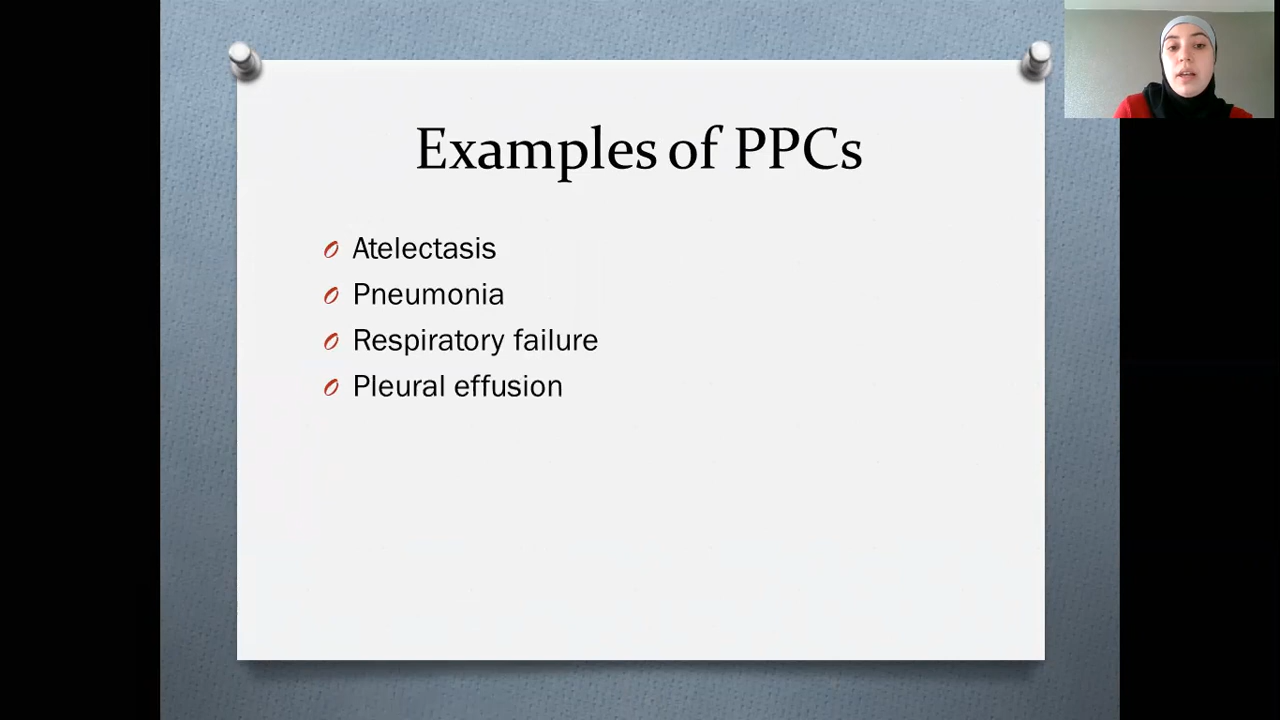 Examples of PPCs
Atelectasis
Pneumonia
Respiratory failure
Pleural effusion